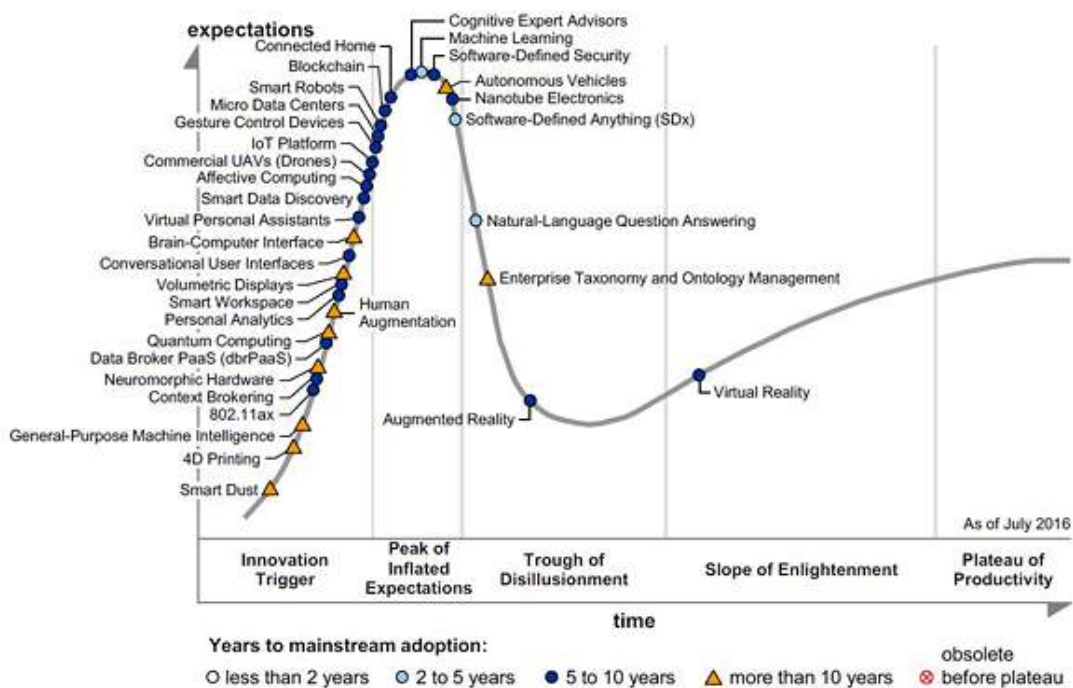 expectations
Connected Home
Blockchain
Smart Robots
Micro Data Centers
Gesture Control Devices
IoT Platform
Commercial UAVs (Drones)
Affective Computing
Smart Data Discovery
Virtual Personal Assistants
Brain-Computer Interface
Conversational User Interfaces
Volumetric Displays
Smart Workspace
Personal Analytics
Quantum Computing
Data Broker PaaS (dbrPaaS)
Neuromorphic Hardware
Context Brokering
802.11ax
General-Purpose Machine Intelligence
4D Printing
Smart Dust
Human
Augmentation
Cognitive Expert Advisors
Machine Learning
Software-Defined Security
Autonomous Vehicles
Nanotube Electronics
Software-Defined Anything (SDx)
Natural-Language Question Answering
Enterprise Taxonomy and Ontology Management
Augmented Reality
Virtual Reality
As of July 2016
Innovation
Trigger
Peak of
Inflated
Expectations
Trough of
Disillusionment
Slope of Enlightenment
Plateau of
Productivity
time
Years to mainstream adoption:
less than 2 years
2 to 5 years
5 to 10 years
more than 10 years
obsolete
before plateau